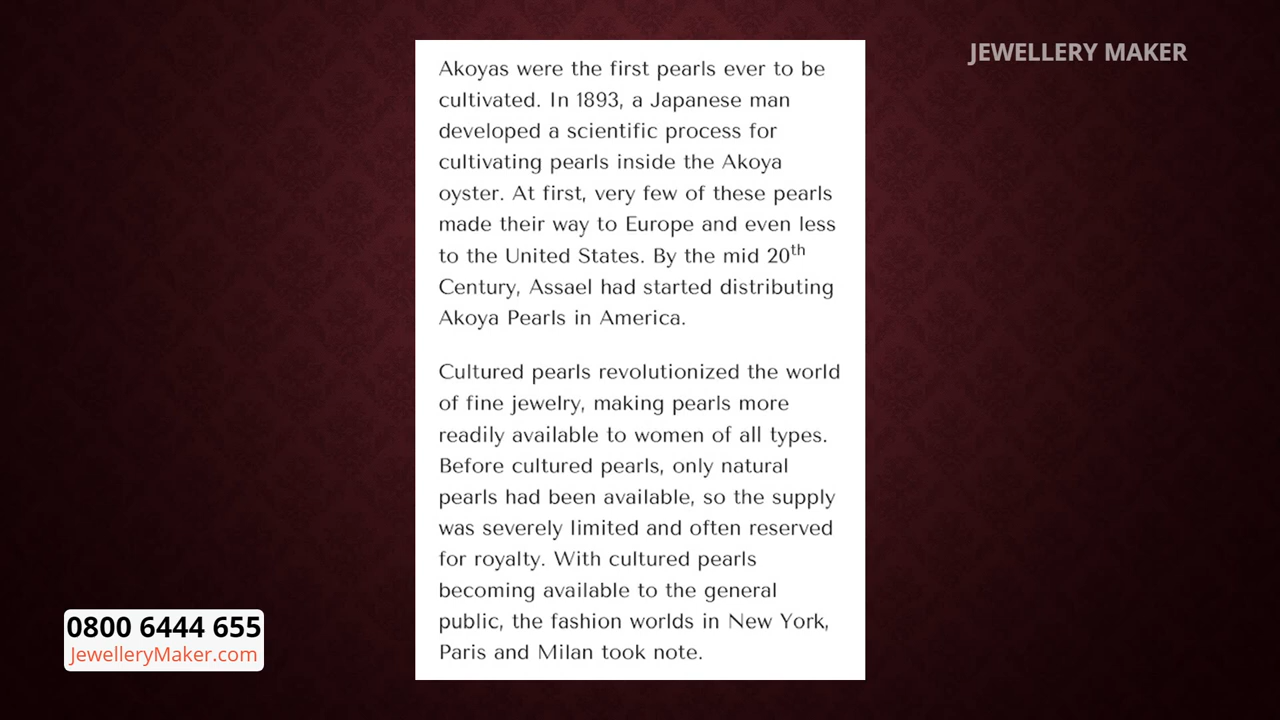 JEWELLERY MAKER
Akoyas were the first pearls ever to be
cultivated. In 1893, a Japanese man
developed a scientific process for
cultivating pearls inside the Akoya
oyster. At first, very few of these pearls
made their way to Europe and even less
to the United States. By the mid 20th
Century, Assael had started distributing
Akoya Pearls in America.
Cultured pearls revolutionized the world
of fine jewelry, making pearls more
readily available to women of all types.
Before cultured pearls, only natural
pearls had been available, so the supply
was severely limited and often reserved
for royalty. With cultured pearls
becoming available to the general
public, the fashion worlds in New York,
Paris and Milan took note.
0800 6444 655
JewelleryMaker.com